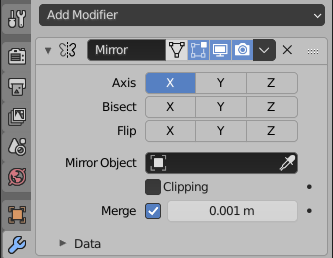 Add Modifier
Mirror
Axis X Y Z
Bisect X Y Z
Flip X Y Z
Mirror Object
Clipping
Merge 0.001 m
Data